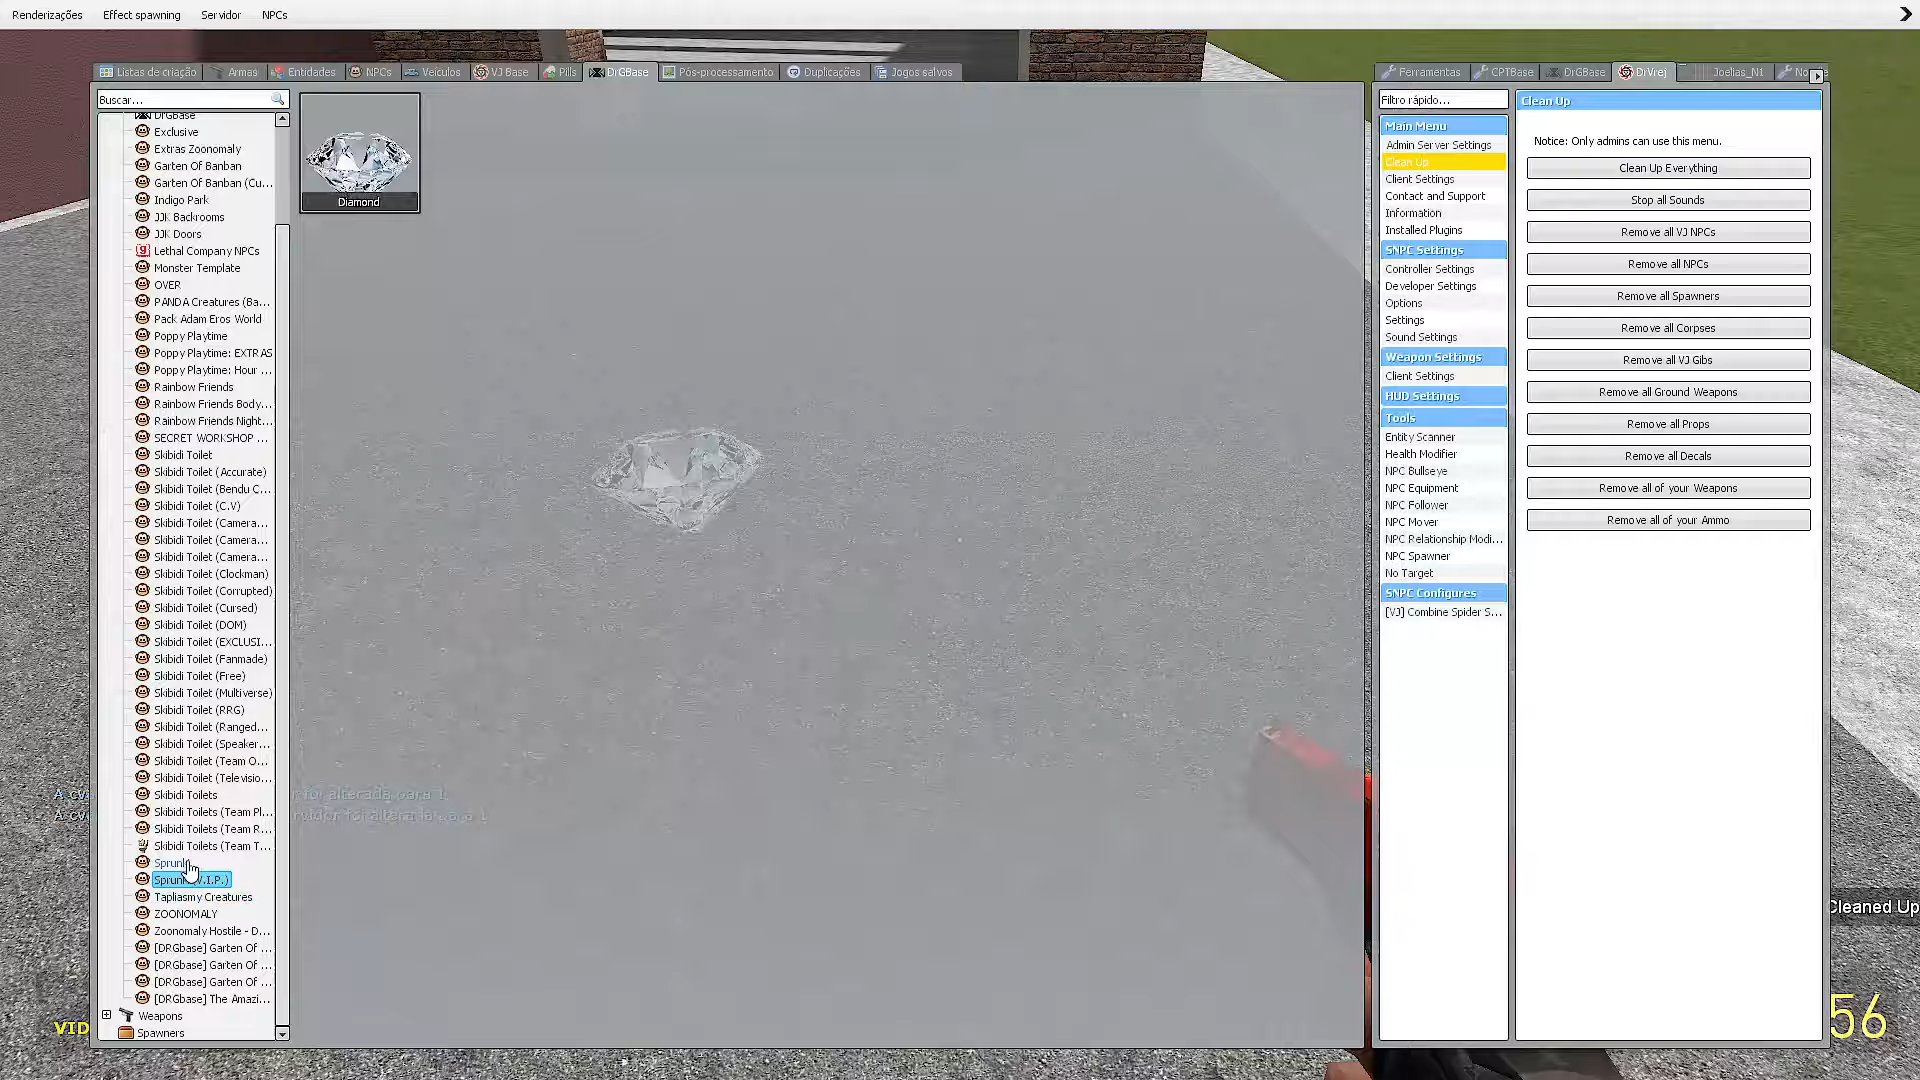 Renderizações Effect spawning Servidor NPCs
Listas de criação Armas Entidades NPCs Veículos VJ Base Pills DrGBase Pós-processamento Duplicações Jogos salvos
Ferramentas CPTBase DrGBase DrVrej Joelias_N1
Buscar...
DrGBase
Exclusive
Extras Zoonomaly
Garten Of Banban
Garten Of Banban (Cu...
Indigo Park
JJK Backrooms
JJK Doors
Lethal Company NPCs
Monster Template
OVER
PANDA Creatures (Ba...
Pack Adam Eros World
Poppy Playtime
Poppy Playtime: EXTRAS
Poppy Playtime: Hour ...
Rainbow Friends
Rainbow Friends Body...
Rainbow Friends Night...
SECRET WORKSHOP ...
Skibidi Toilet
Skibidi Toilet (Accurate)
Skibidi Toilet (Bendu C...
Skibidi Toilet (C.V)
Skibidi Toilet (Camera...
Skibidi Toilet (Camera...
Skibidi Toilet (Camera...
Skibidi Toilet (Clockman)
Skibidi Toilet (Corrupted)
Skibidi Toilet (Cursed)
Skibidi Toilet (DOM)
Skibidi Toilet (EXCLUSI...
Skibidi Toilet (Fanmade)
Skibidi Toilet (Free)
Skibidi Toilet (Multiverse)
Skibidi Toilet (RRG)
Skibidi Toilet (Ranged...
Skibidi Toilet (Speaker...
Skibidi Toilet (Team O...
Skibidi Toilet (Televisio...
Skibidi Toilets
Skibidi Toilets (Team Pl...
Skibidi Toilets (Team R...
Skibidi Toilets (Team T...
Sprunki
Sprunki (V.I.P.)
Tapliasmy Creatures
ZOONOMALY
Zoonomaly Hostile - D...
[DRGbase] Garten Of ...
[DRGbase] Garten Of ...
[DRGbase] Garten Of ...
[DRGbase] The Amazi...
Weapons
Spawners
Diamond
foi alterada para 1
servidor foi alterada para 1
Filtro rápido...
Main Menu
Admin Server Settings
Clean Up
Client Settings
Contact and Support
Information
Installed Plugins
SNPC Settings
Controller Settings
Developer Settings
Options
Settings
Sound Settings
Weapon Settings
Client Settings
HUD Settings
Tools
Entity Scanner
Health Modifier
NPC Bullseye
NPC Equipment
NPC Follower
NPC Mover
NPC Relationship Modi...
NPC Spawner
No Target
SNPC Configures
[VJ] Combine Spider S...
Clean Up
Notice: Only admins can use this menu.
Clean Up Everything
Stop all Sounds
Remove all VJ NPCs
Remove all NPCs
Remove all Spawners
Remove all Corpses
Remove all VJ Gibs
Remove all Ground Weapons
Remove all Props
Remove all Decals
Remove all of your Weapons
Remove all of your Ammo
Cleaned Up
VID
56